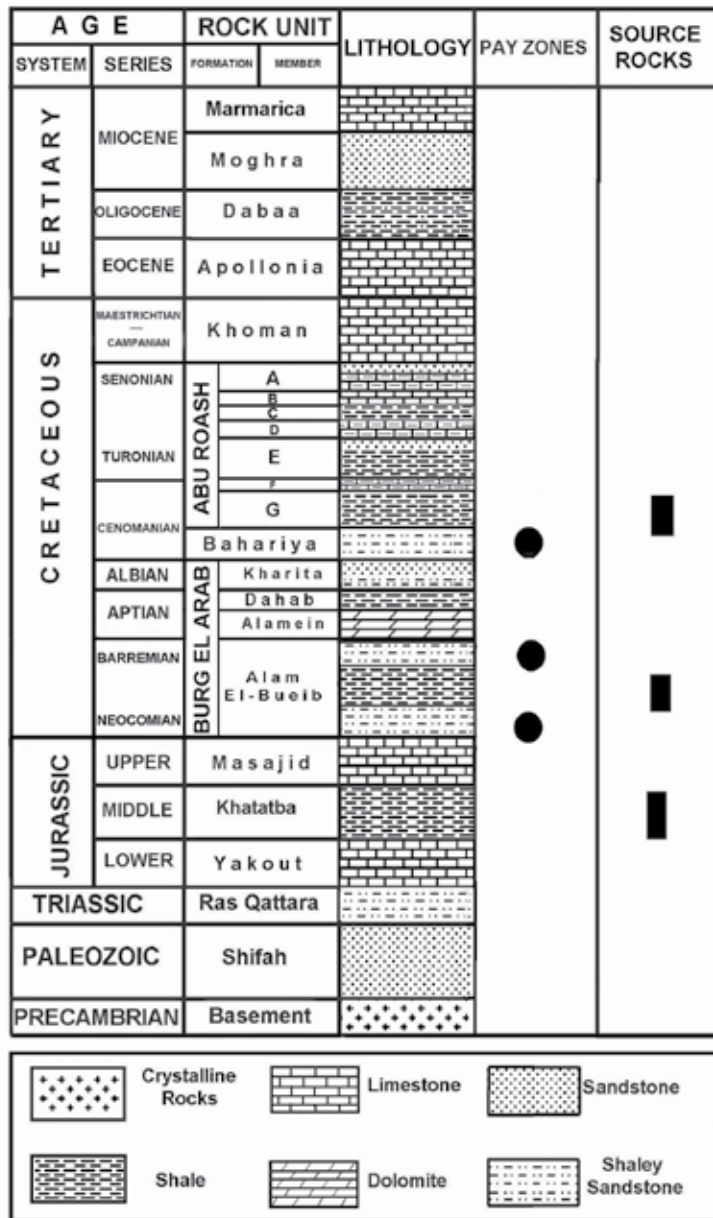 A G E
ROCK UNIT
LITHOLOGY
PAY ZONES
SOURCE
ROCKS
SYSTEM
SERIES
FORMATION
MEMBER
TERTIARY
MIOCENE
Marmarica
Moghra
OLIGOCENE
Dabaa
EOCENE
Apollonia
CRETACEOUS
MAESTRICHTIAN
CAMPANIAN
Khoman
SENONIAN
TURONIAN
ABU ROASH
A
B
C
D
E
F
G
CENOMANIAN
Bahariya
ALBIAN
BURG EL ARAB
Kharita
APTIAN
Dahab
Alamein
BARREMIAN
NEOCOMIAN
Alam
El-Bueib
JURASSIC
UPPER
Masajid
MIDDLE
Khatatba
LOWER
Yakout
TRIASSIC
Ras Qattara
PALEOZOIC
Shifah
PRECAMBRIAN
Basement
Crystalline
Rocks
Limestone
Sandstone
Shale
Dolomite
Shaley
Sandstone